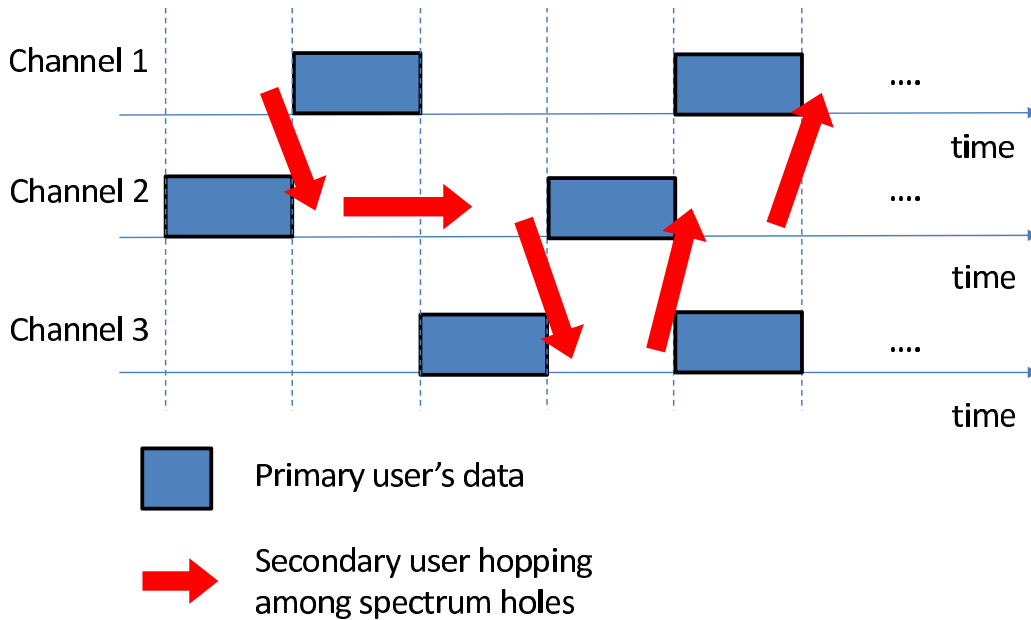 Channel 1
....
time
Channel 2
....
time
Channel 3
....
time
Primary user’s data
Secondary user hopping
among spectrum holes